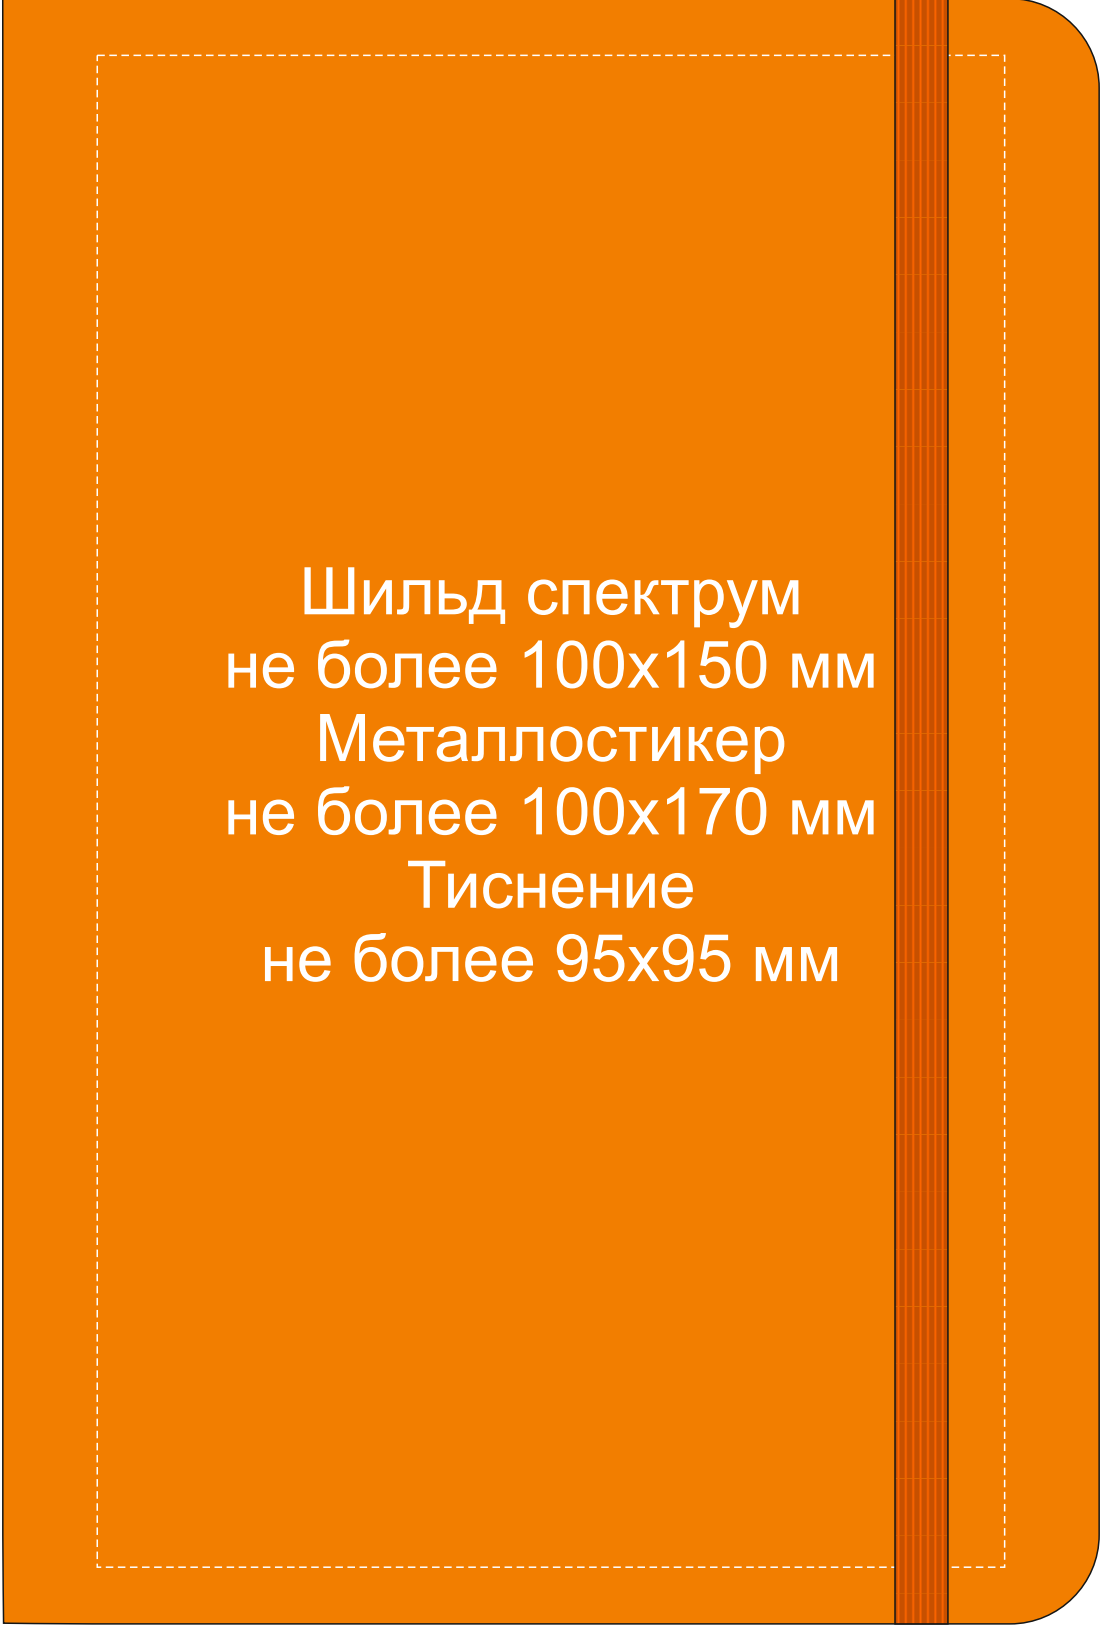 Шильд спектрум
не более 100х150 мм
Металлостикер
не более 100х170 мм
Тиснение
не более 95х95 мм